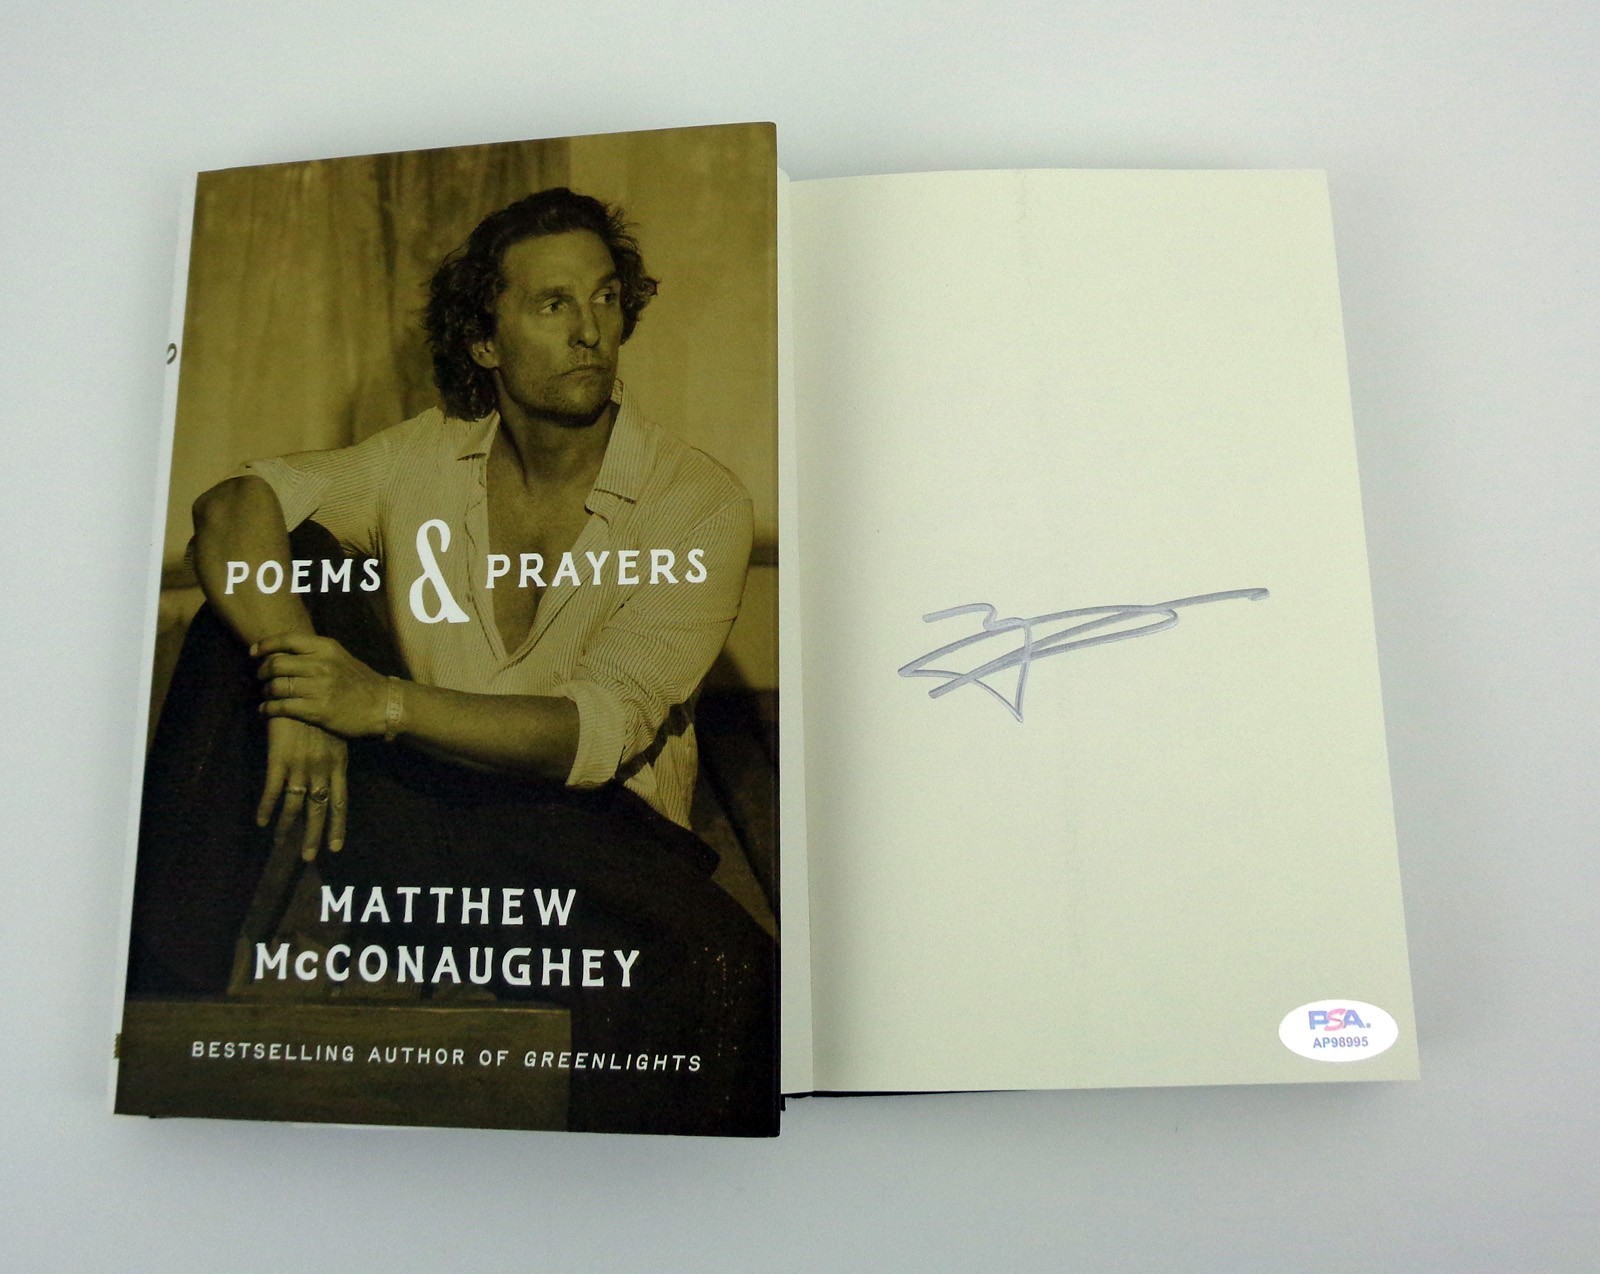 POEMS & PRAYERS
MATTHEW
McCONAUGHEY
BESTSELLING AUTHOR OF GREENLIGHTS
PSA.
AP98995